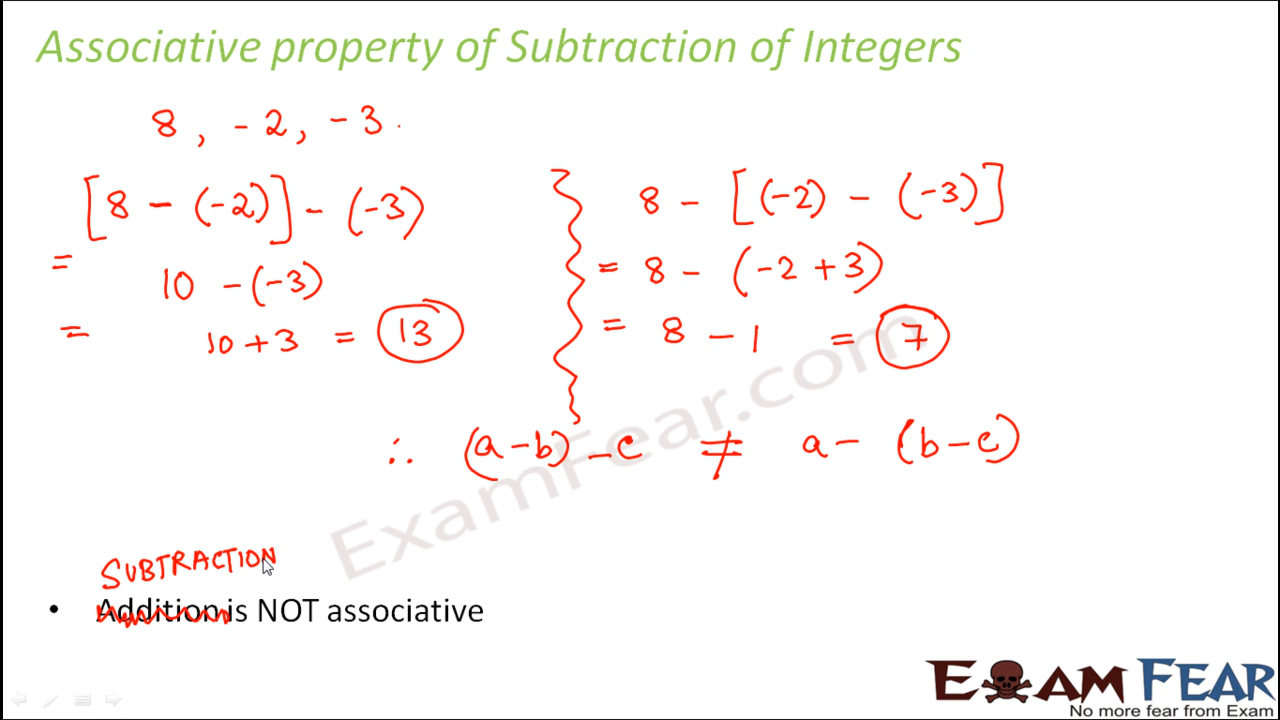 Associative property of Subtraction of Integers
8 , -2, -3
[8 - (-2)] - (-3)
= 10 - (-3)
= 10 + 3 = 13
8 - [(-2) - (-3)]
= 8 - (-2 + 3)
= 8 - 1 = 7
∴ (a-b) - c ≠ a - (b-c)
SUBTRACTION
• Addition is NOT associative
ExamFear.com
EXAM FEAR
No more fear from Exam